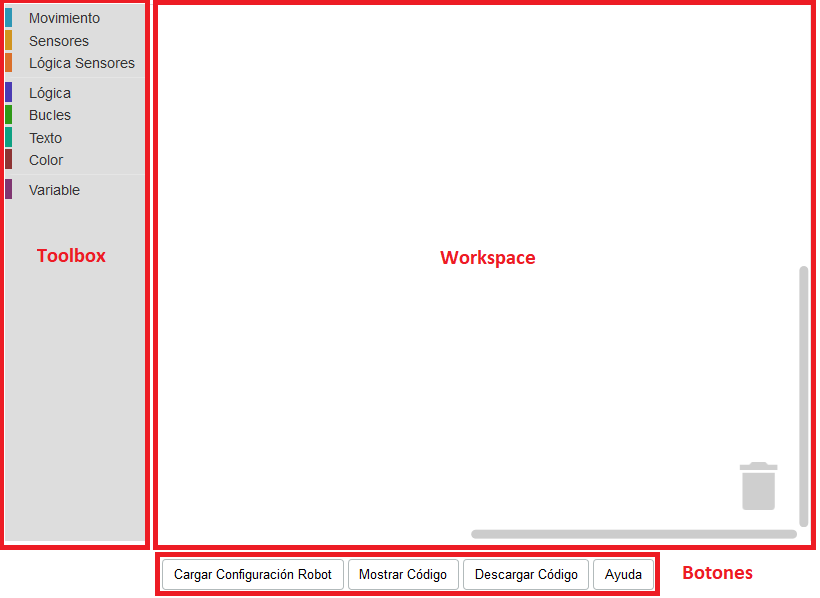 Movimiento
Sensores
Lógica Sensores
Lógica
Bucles
Texto
Color
Variable
Toolbox
Workspace
Cargar Configuración Robot
Mostrar Código
Descargar Código
Ayuda
Botones